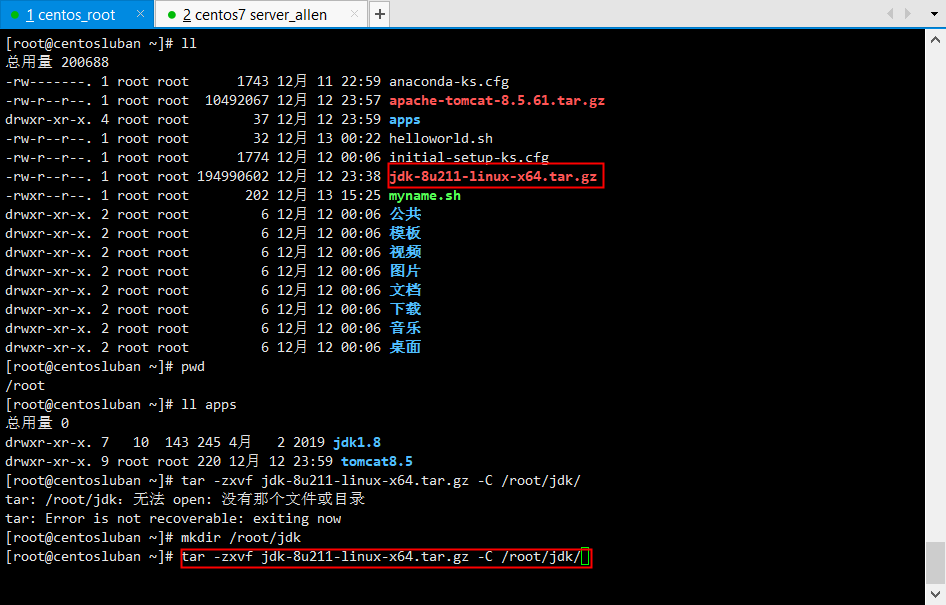 1 centos_root × 2 centos7 server_allen × +
[root@centosluban ~]# ll
总用量 200688
-rw-------. 1 root root      1743 12月 11 22:59 anaconda-ks.cfg
-rw-r--r--. 1 root root  10492067 12月 12 23:57 apache-tomcat-8.5.61.tar.gz
drwxr-xr-x. 4 root root        37 12月 12 23:59 apps
-rw-r--r--. 1 root root        32 12月 13 00:22 helloworld.sh
-rw-r--r--. 1 root root      1774 12月 12 00:06 initial-setup-ks.cfg
-rw-r--r--. 1 root root 194990602 12月 12 23:38 jdk-8u211-linux-x64.tar.gz
-rwxr--r--. 1 root root       202 12月 13 15:25 myname.sh
drwxr-xr-x. 2 root root         6 12月 12 00:06 公共
drwxr-xr-x. 2 root root         6 12月 12 00:06 模板
drwxr-xr-x. 2 root root         6 12月 12 00:06 视频
drwxr-xr-x. 2 root root         6 12月 12 00:06 图片
drwxr-xr-x. 2 root root         6 12月 12 00:06 文档
drwxr-xr-x. 2 root root         6 12月 12 00:06 下载
drwxr-xr-x. 2 root root         6 12月 12 00:06 音乐
drwxr-xr-x. 2 root root         6 12月 12 00:06 桌面
[root@centosluban ~]# pwd
/root
[root@centosluban ~]# ll apps
总用量 0
drwxr-xr-x. 7   10  143 245 4月   2 2019 jdk1.8
drwxr-xr-x. 9 root root 220 12月 12 23:59 tomcat8.5
[root@centosluban ~]# tar -zxvf jdk-8u211-linux-x64.tar.gz -C /root/jdk/
tar: /root/jdk：无法 open: 没有那个文件或目录
tar: Error is not recoverable: exiting now
[root@centosluban ~]# mkdir /root/jdk
[root@centosluban ~]# tar -zxvf jdk-8u211-linux-x64.tar.gz -C /root/jdk/